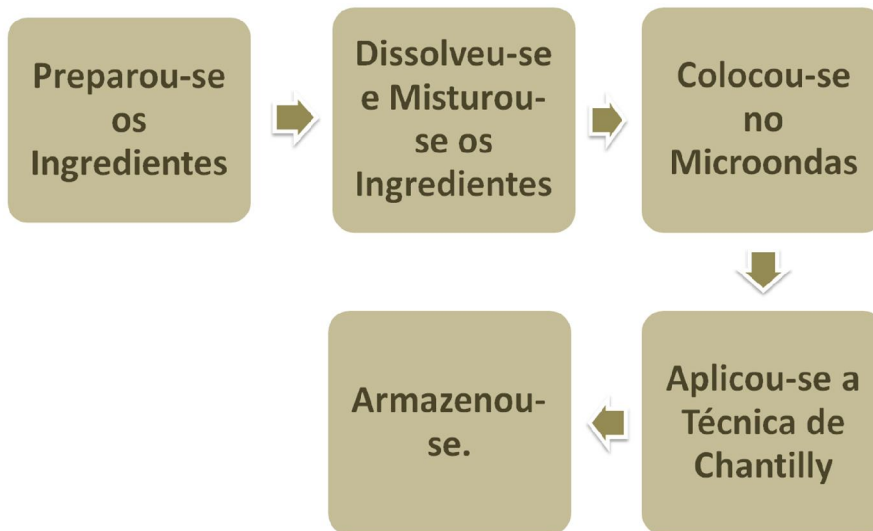 Preparou-se
os
Ingredientes
Dissolveu-se
e Misturou-
se os
Ingredientes
Colocou-se
no
Microondas
Aplicou-se a
Técnica de
Chantilly
Armazenou-
se.